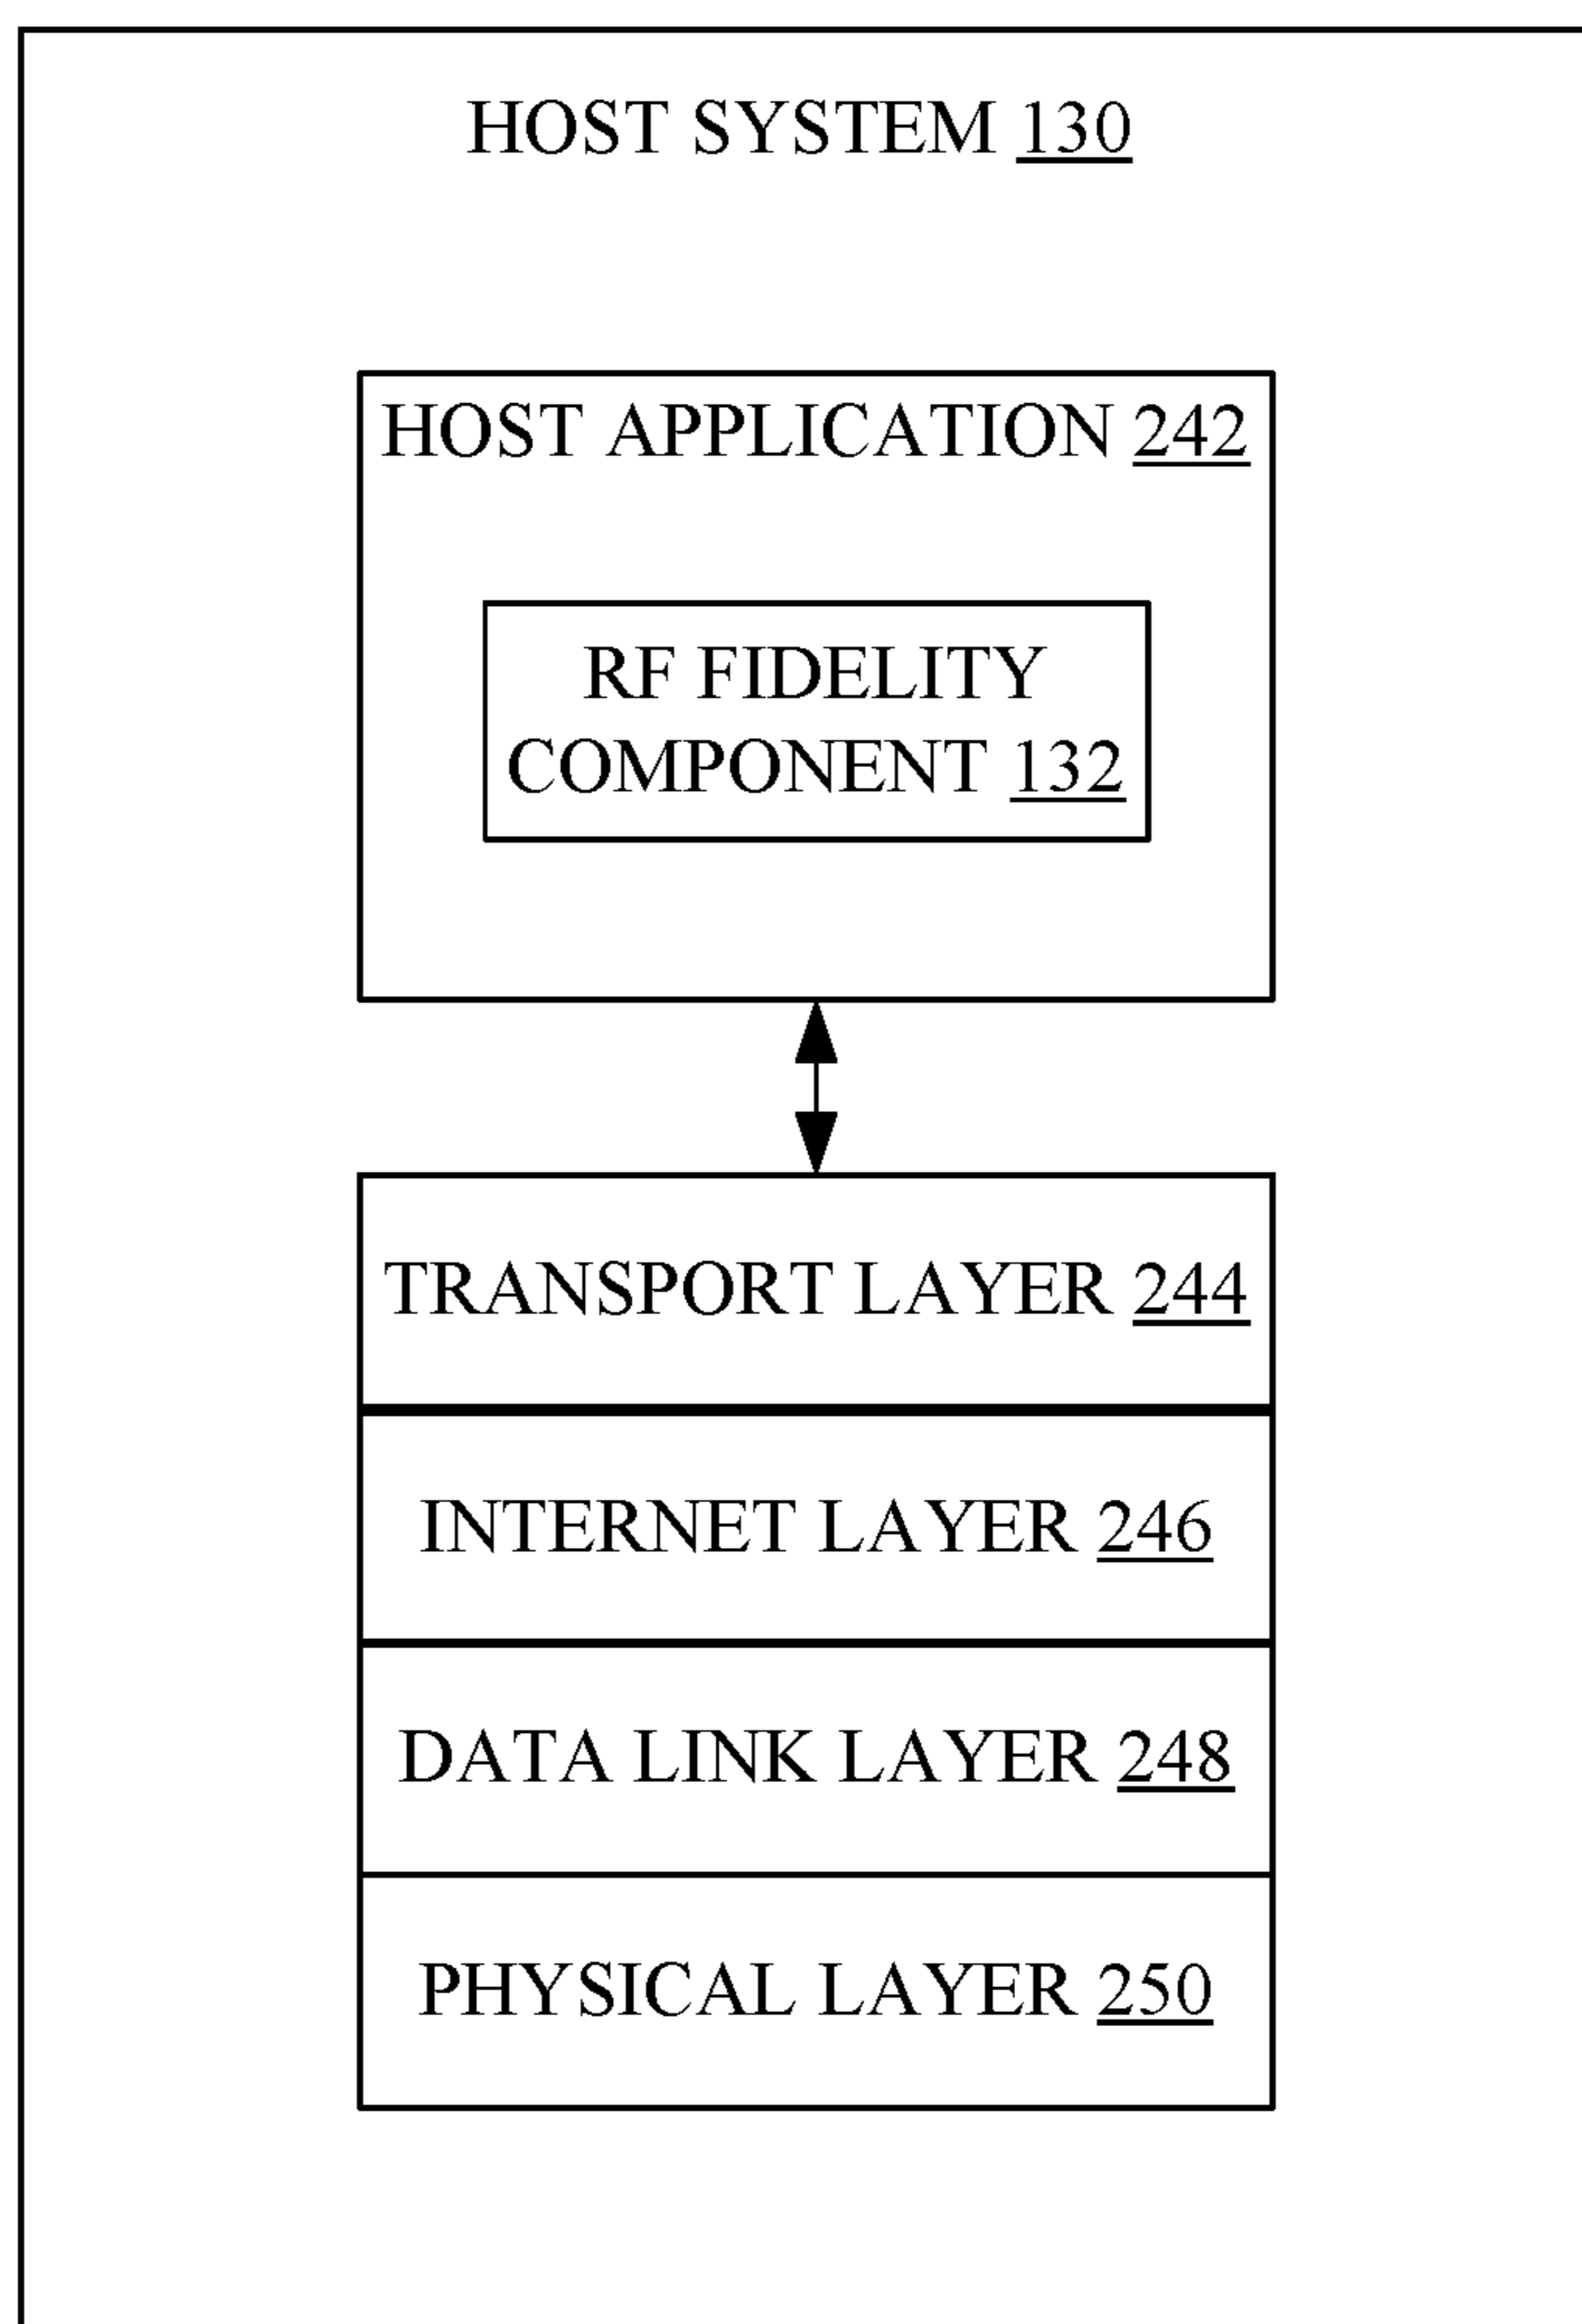 HOST SYSTEM 130
HOST APPLICATION 242
RF FIDELITY
COMPONENT 132
TRANSPORT LAYER 244
INTERNET LAYER 246
DATA LINK LAYER 248
PHYSICAL LAYER 250